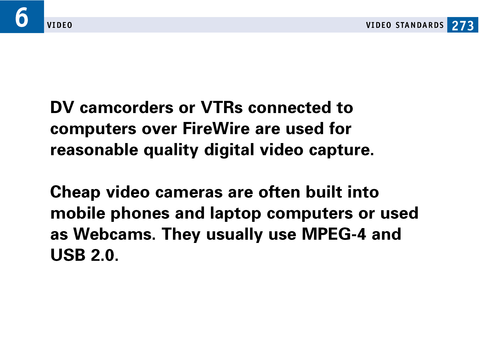 6
VIDEO
VIDEO STANDARDS 273
DV camcorders or VTRs connected to
computers over FireWire are used for
reasonable quality digital video capture.
Cheap video cameras are often built into
mobile phones and laptop computers or used
as Webcams. They usually use MPEG-4 and
USB 2.0.